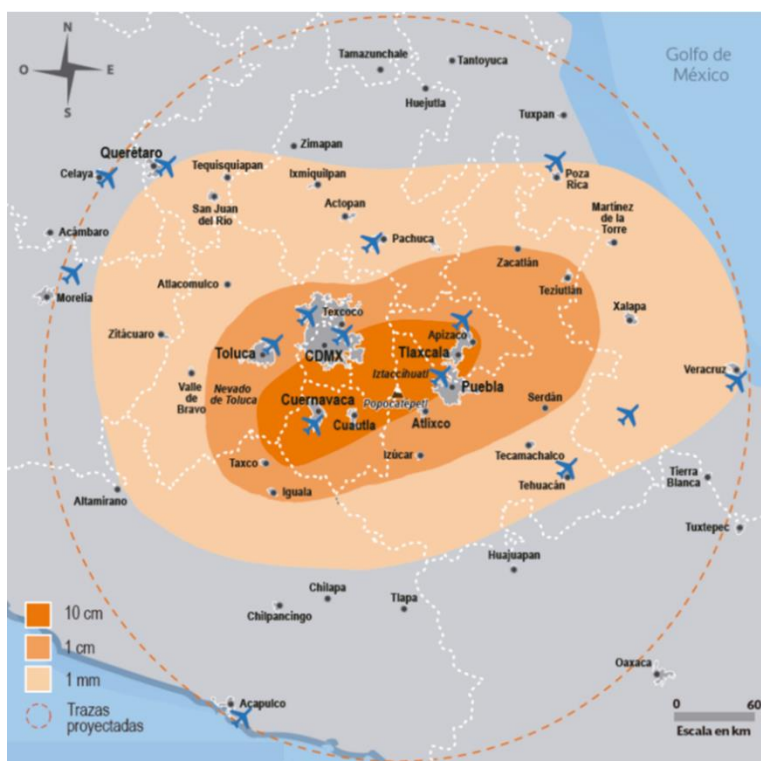 N
O
E
S
Golfo de
México
Tamazunchale
Tantoyuca
Huejutla
Tuxpan
Zimapan
Querétaro
Celaya
Tequisquiapan
Ixmiquilpan
Poza
Rica
San Juan
del Río
Actopan
Martínez
de la
Torre
Acámbaro
Pachuca
Zacatlán
Morelia
Atlacomulco
Teziutlán
Texcoco
Xalapa
Zitácuaro
Apizaco
Toluca
CDMX
Tlaxcala
Iztaccíhuatl
Veracruz
Valle
de
Bravo
Nevado
de Toluca
Puebla
Cuernavaca
Popocatépetl
Serdán
Cuautla
Atlixco
Izúcar
Tecamachalco
Taxco
Tehuacán
Tierra
Blanca
Altamirano
Iguala
Tuxtepec
Huajuapan
Chilapa
Chilpancingo
Tlapa
10 cm
1 cm
1 mm
Trazas
proyectadas
Oaxaca
Acapulco
0
60
Escala en km